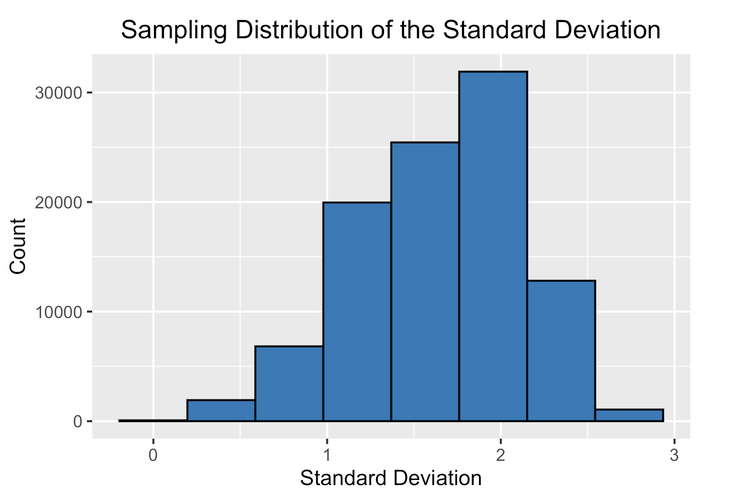 Sampling Distribution of the Standard Deviation
30000
20000
10000
0
Count
0 1 2 3
Standard Deviation